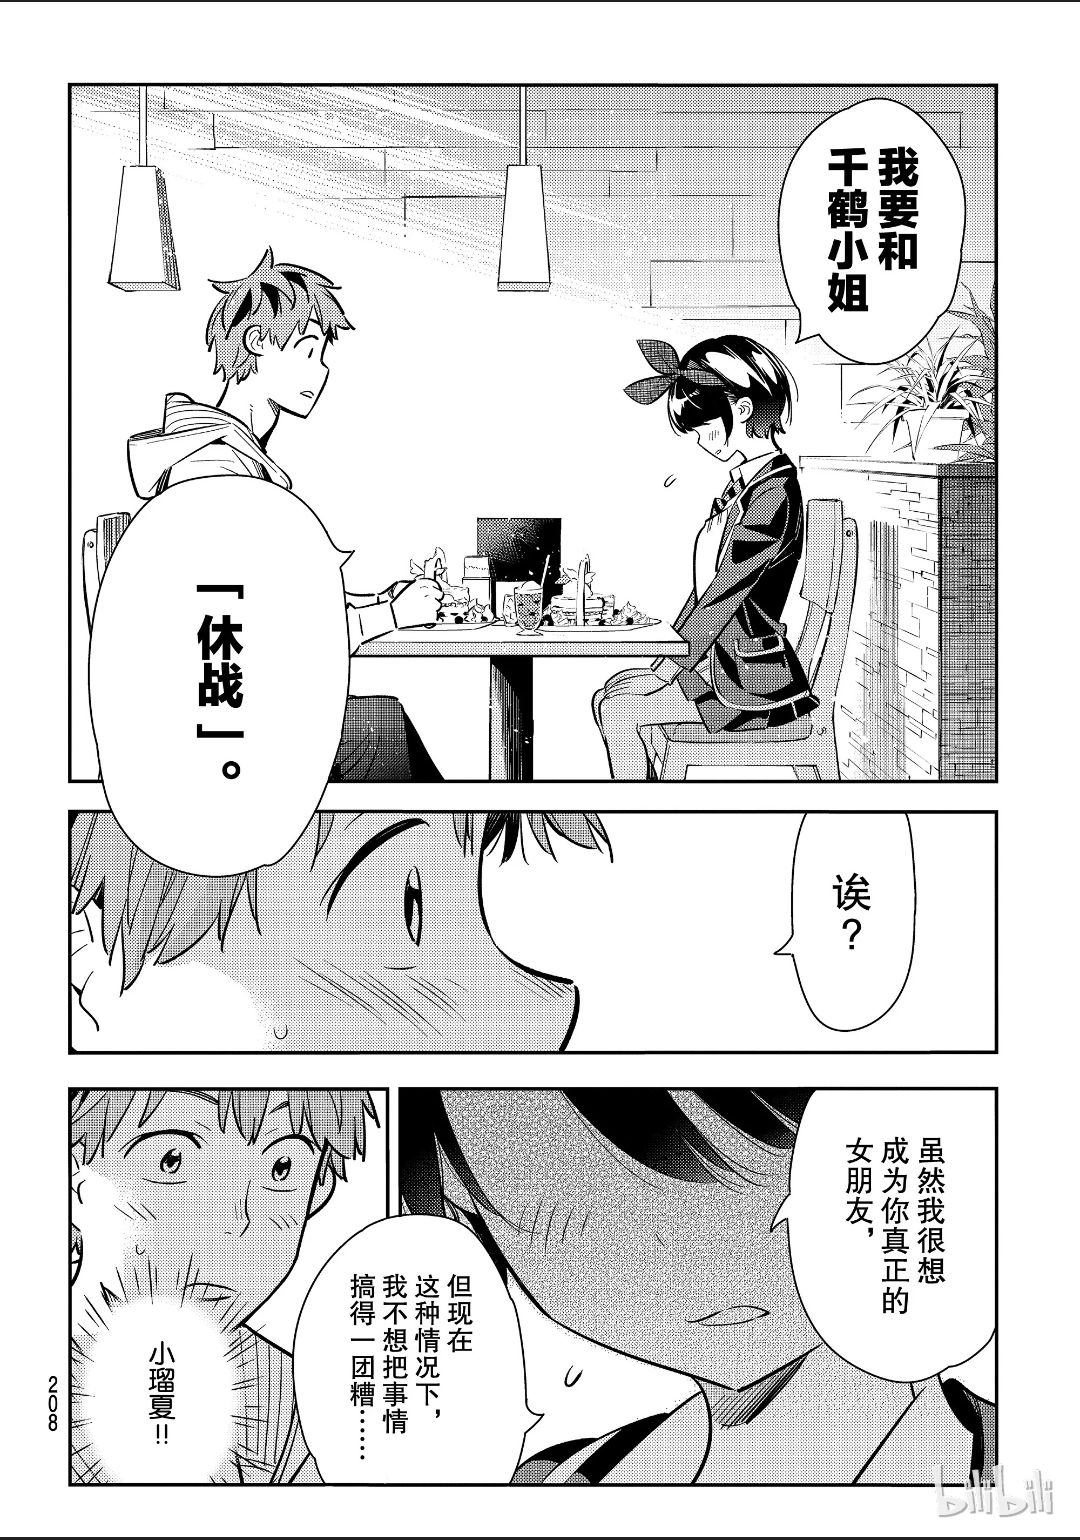 我要和
千鹤小姐
「休战」。
诶？
虽然我很想
成为你真正的
女朋友，
但现在
这种情况下，
我不想把事情
搞得一团糟……
小瑠夏!!
208
bilibili